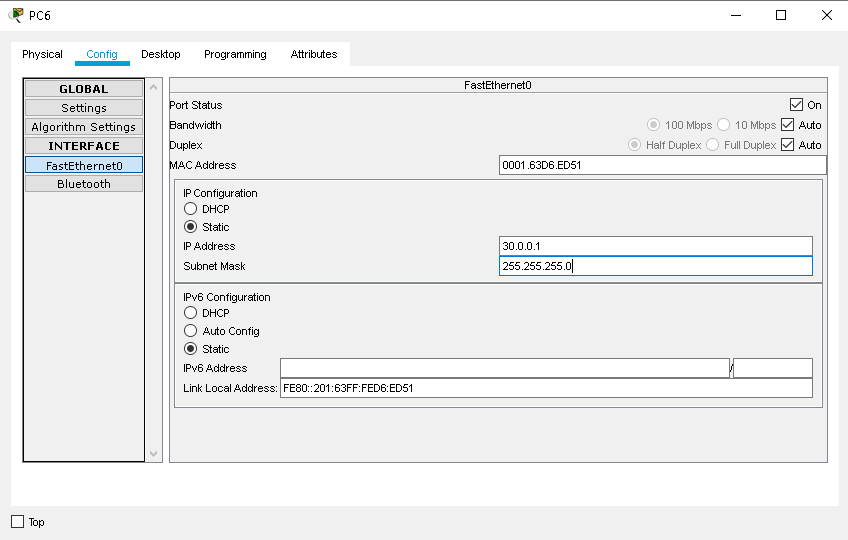 PC6
Physical Config Desktop Programming Attributes
GLOBAL
Settings
Algorithm Settings
INTERFACE
FastEthernet0
Bluetooth
FastEthernet0
Port Status On
Bandwidth 100 Mbps 10 Mbps Auto
Duplex Half Duplex Full Duplex Auto
MAC Address 0001.63D6.ED51
IP Configuration
DHCP
Static
IP Address 30.0.0.1
Subnet Mask 255.255.255.0
IPv6 Configuration
DHCP
Auto Config
Static
IPv6 Address /
Link Local Address: FE80::201:63FF:FED6:ED51
Top